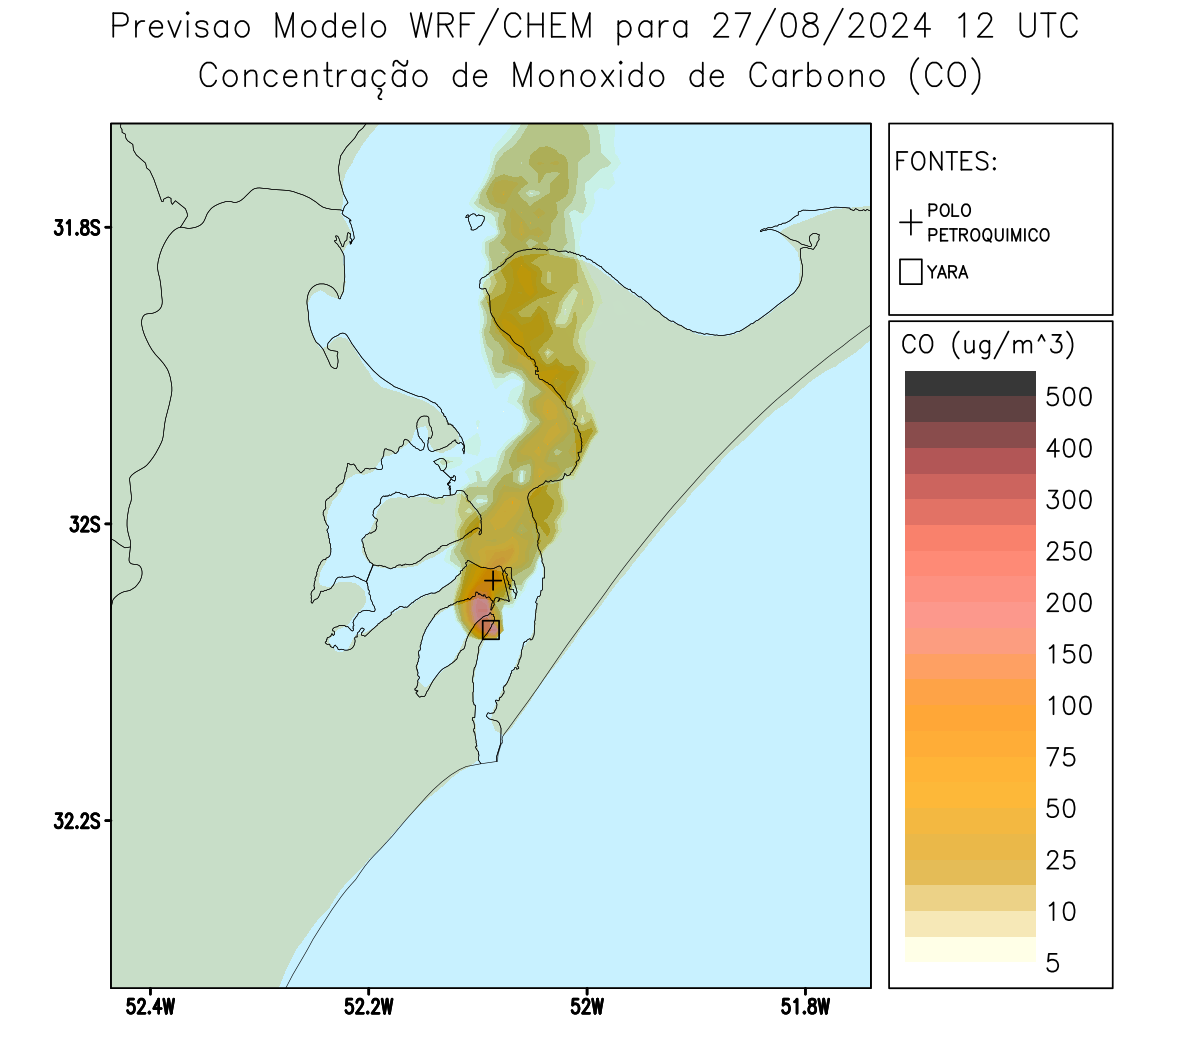 Previsao Modelo WRF/CHEM para 27/08/2024 12 UTC
Concentração de Monoxido de Carbono (CO)
FONTES:
POLO
PETROQUIMICO
YARA
CO (ug/m^3)
500
400
300
250
200
150
100
75
50
25
10
5
31.8S
32S
32.2S
52.4W
52.2W
52W
51.8W